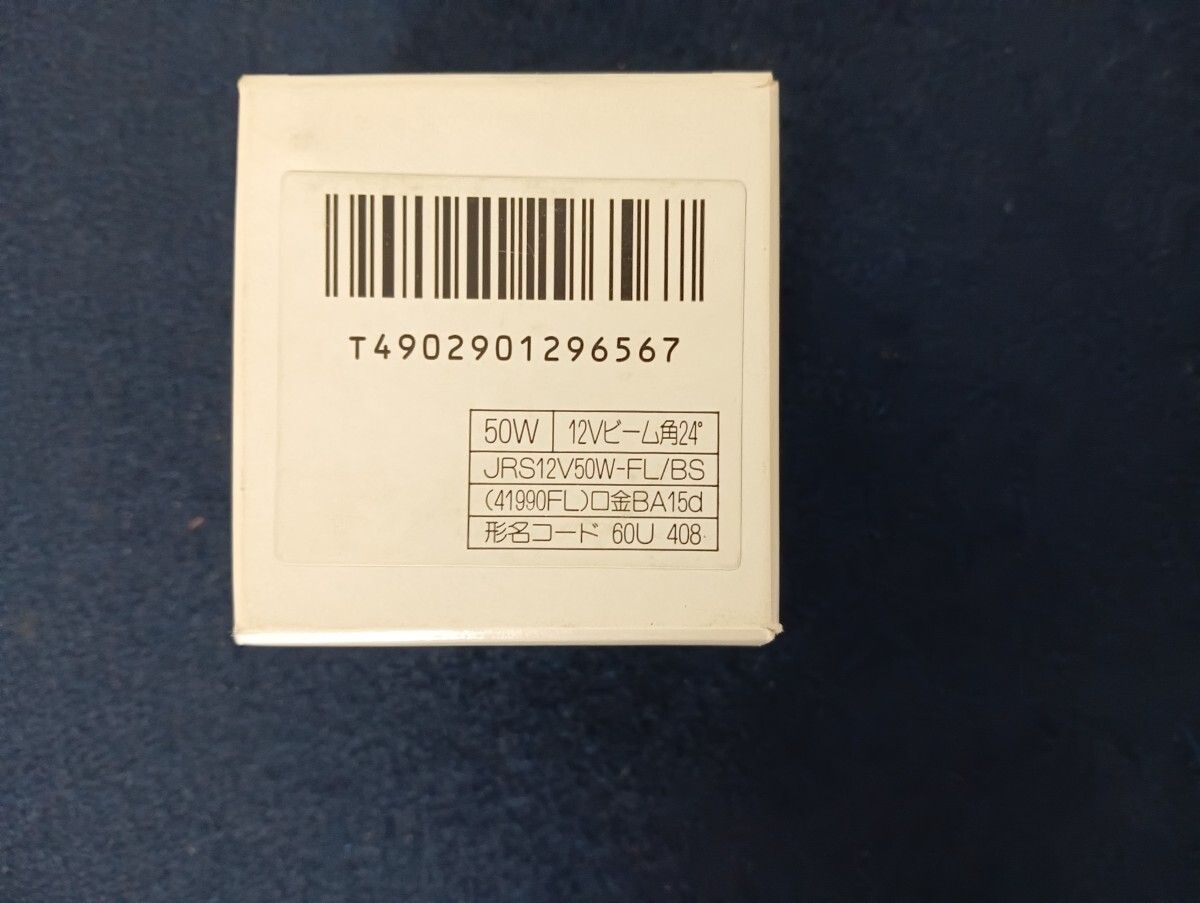 T4902901296567
50W 12Vビーム角24°
JRS12V50W-FL/BS
(41990FL)口金BA15d
形名コード 60U 408